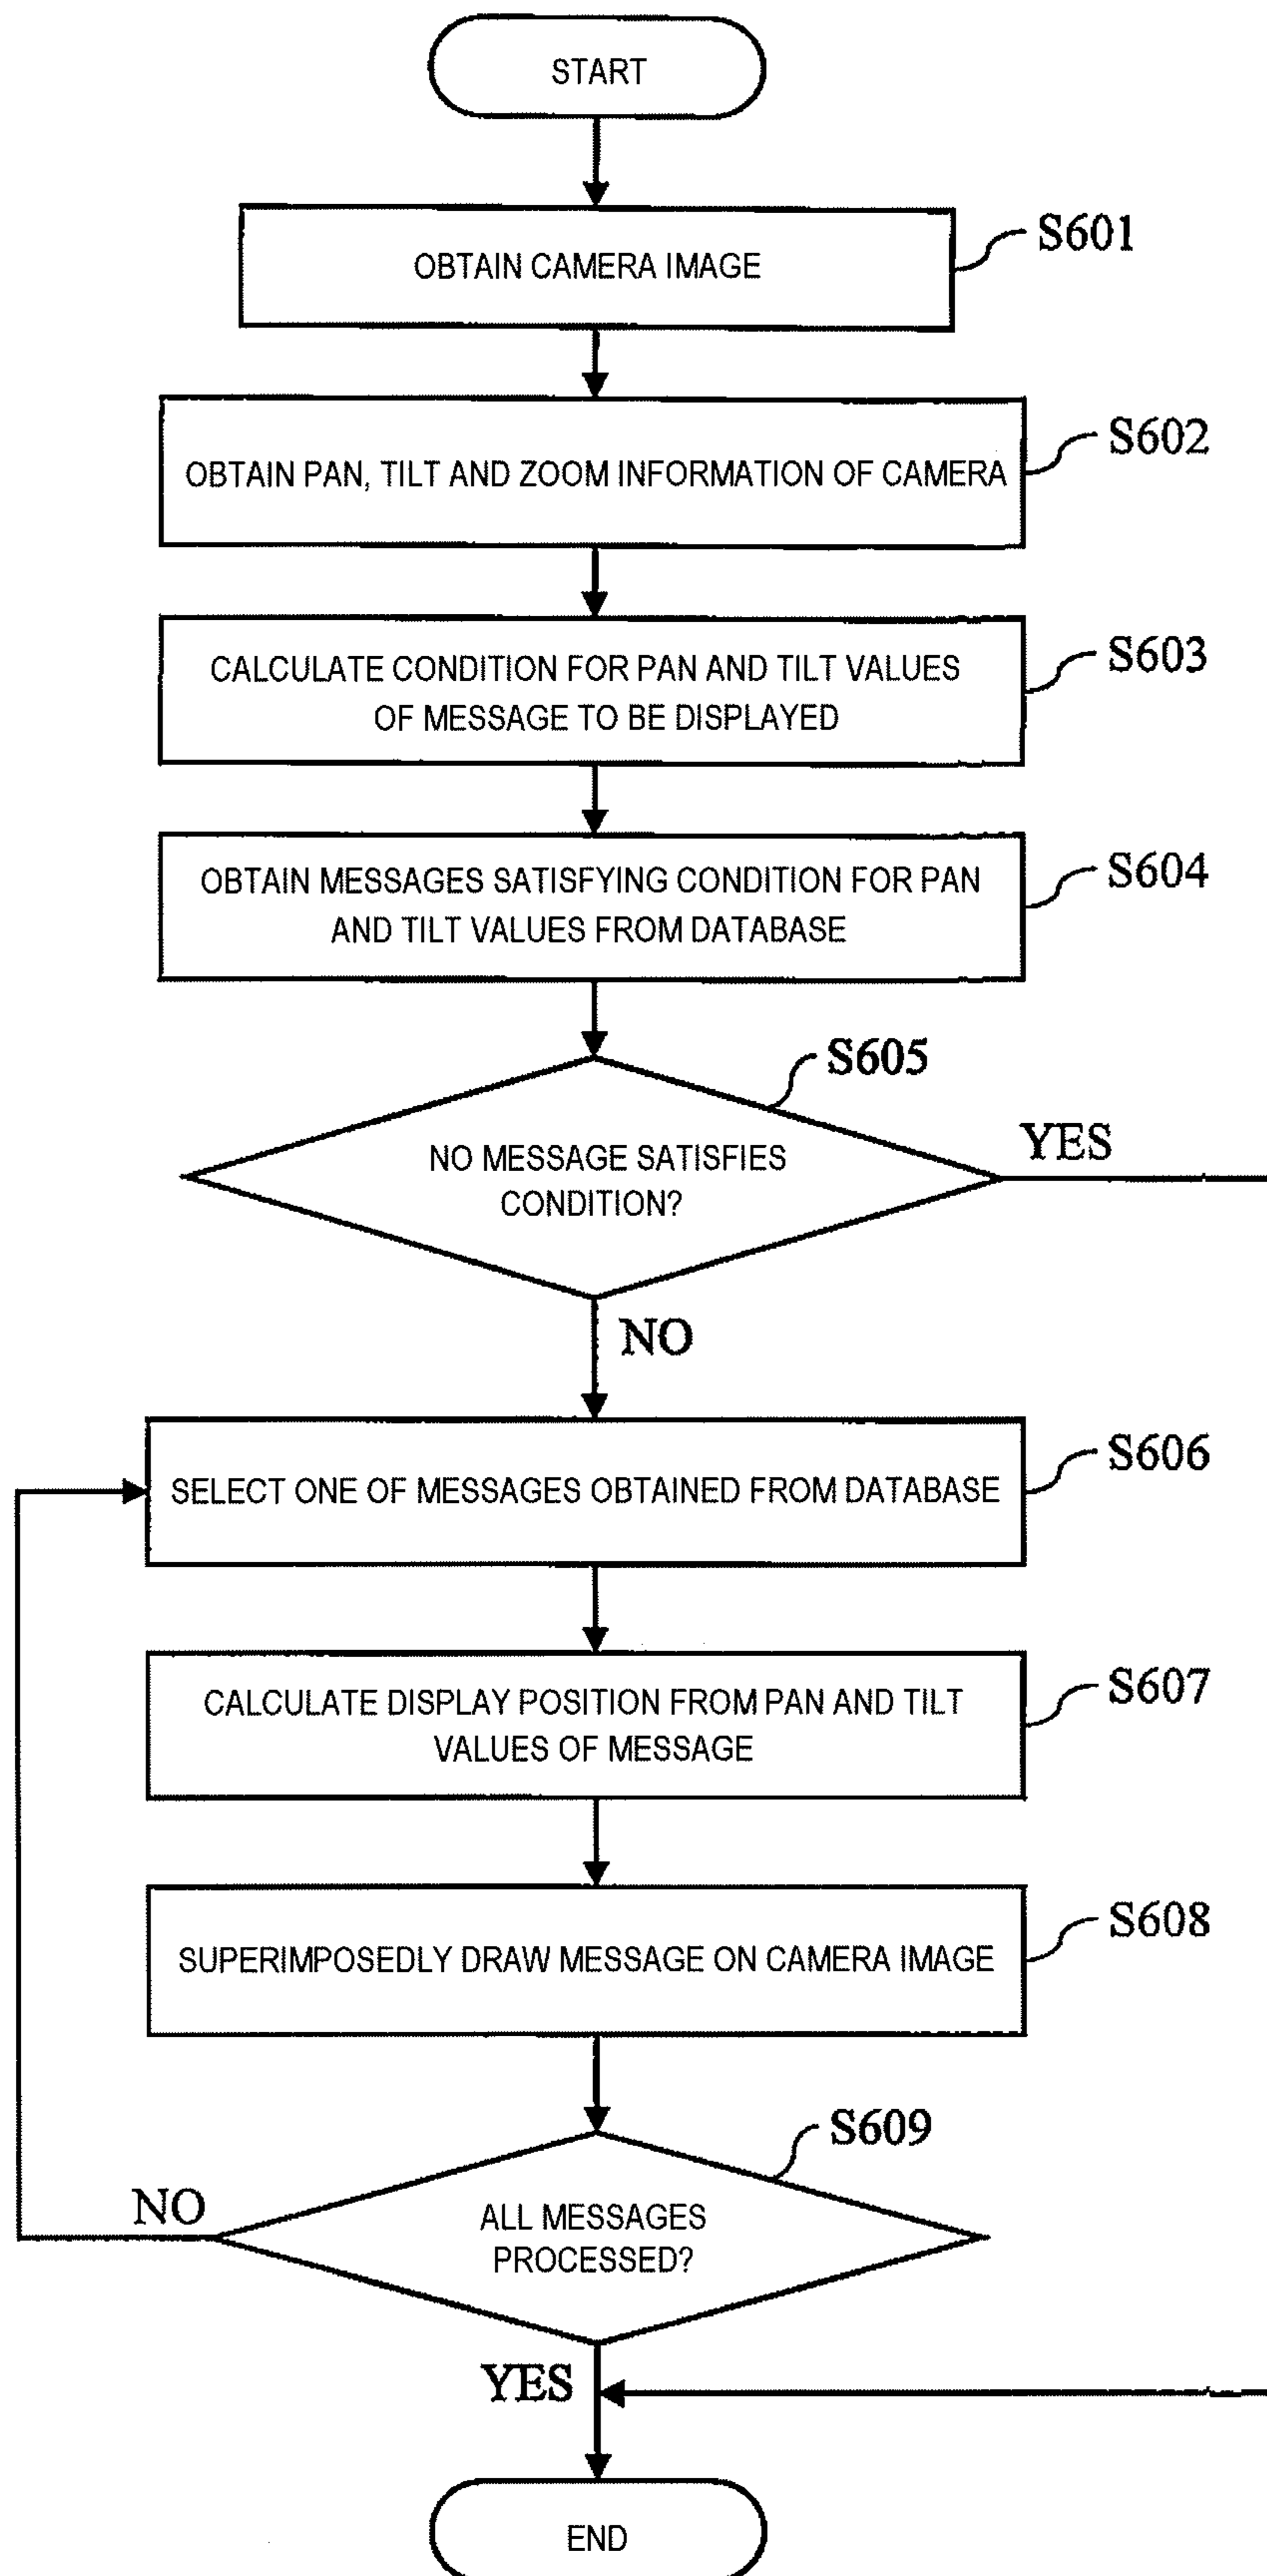 START
OBTAIN CAMERA IMAGE
S601
OBTAIN PAN, TILT AND ZOOM INFORMATION OF CAMERA
S602
CALCULATE CONDITION FOR PAN AND TILT VALUES
OF MESSAGE TO BE DISPLAYED
S603
OBTAIN MESSAGES SATISFYING CONDITION FOR PAN
AND TILT VALUES FROM DATABASE
S604
S605
NO MESSAGE SATISFIES
CONDITION?
YES
NO
SELECT ONE OF MESSAGES OBTAINED FROM DATABASE
S606
CALCULATE DISPLAY POSITION FROM PAN AND TILT
VALUES OF MESSAGE
S607
SUPERIMPOSEDLY DRAW MESSAGE ON CAMERA IMAGE
S608
S609
ALL MESSAGES
PROCESSED?
NO
YES
END